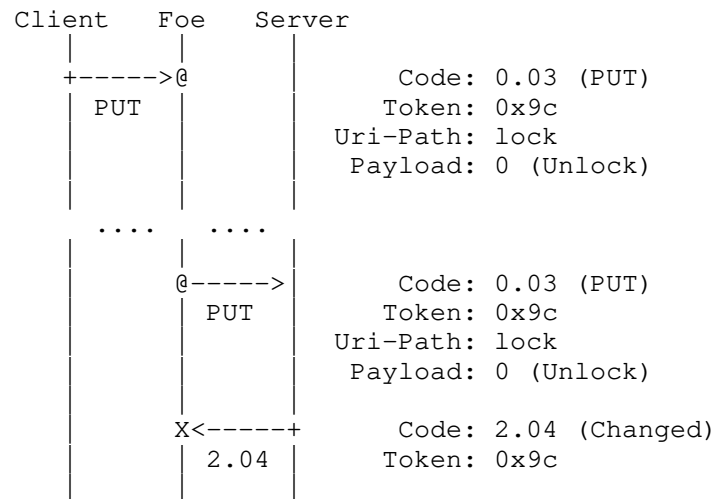 Client Foe Server
+----->@ Code: 0.03 (PUT)
PUT Token: 0x9c
Uri-Path: lock
Payload: 0 (Unlock)
.... ....
@-----> Code: 0.03 (PUT)
PUT Token: 0x9c
Uri-Path: lock
Payload: 0 (Unlock)
X<-----+ Code: 2.04 (Changed)
2.04 Token: 0x9c